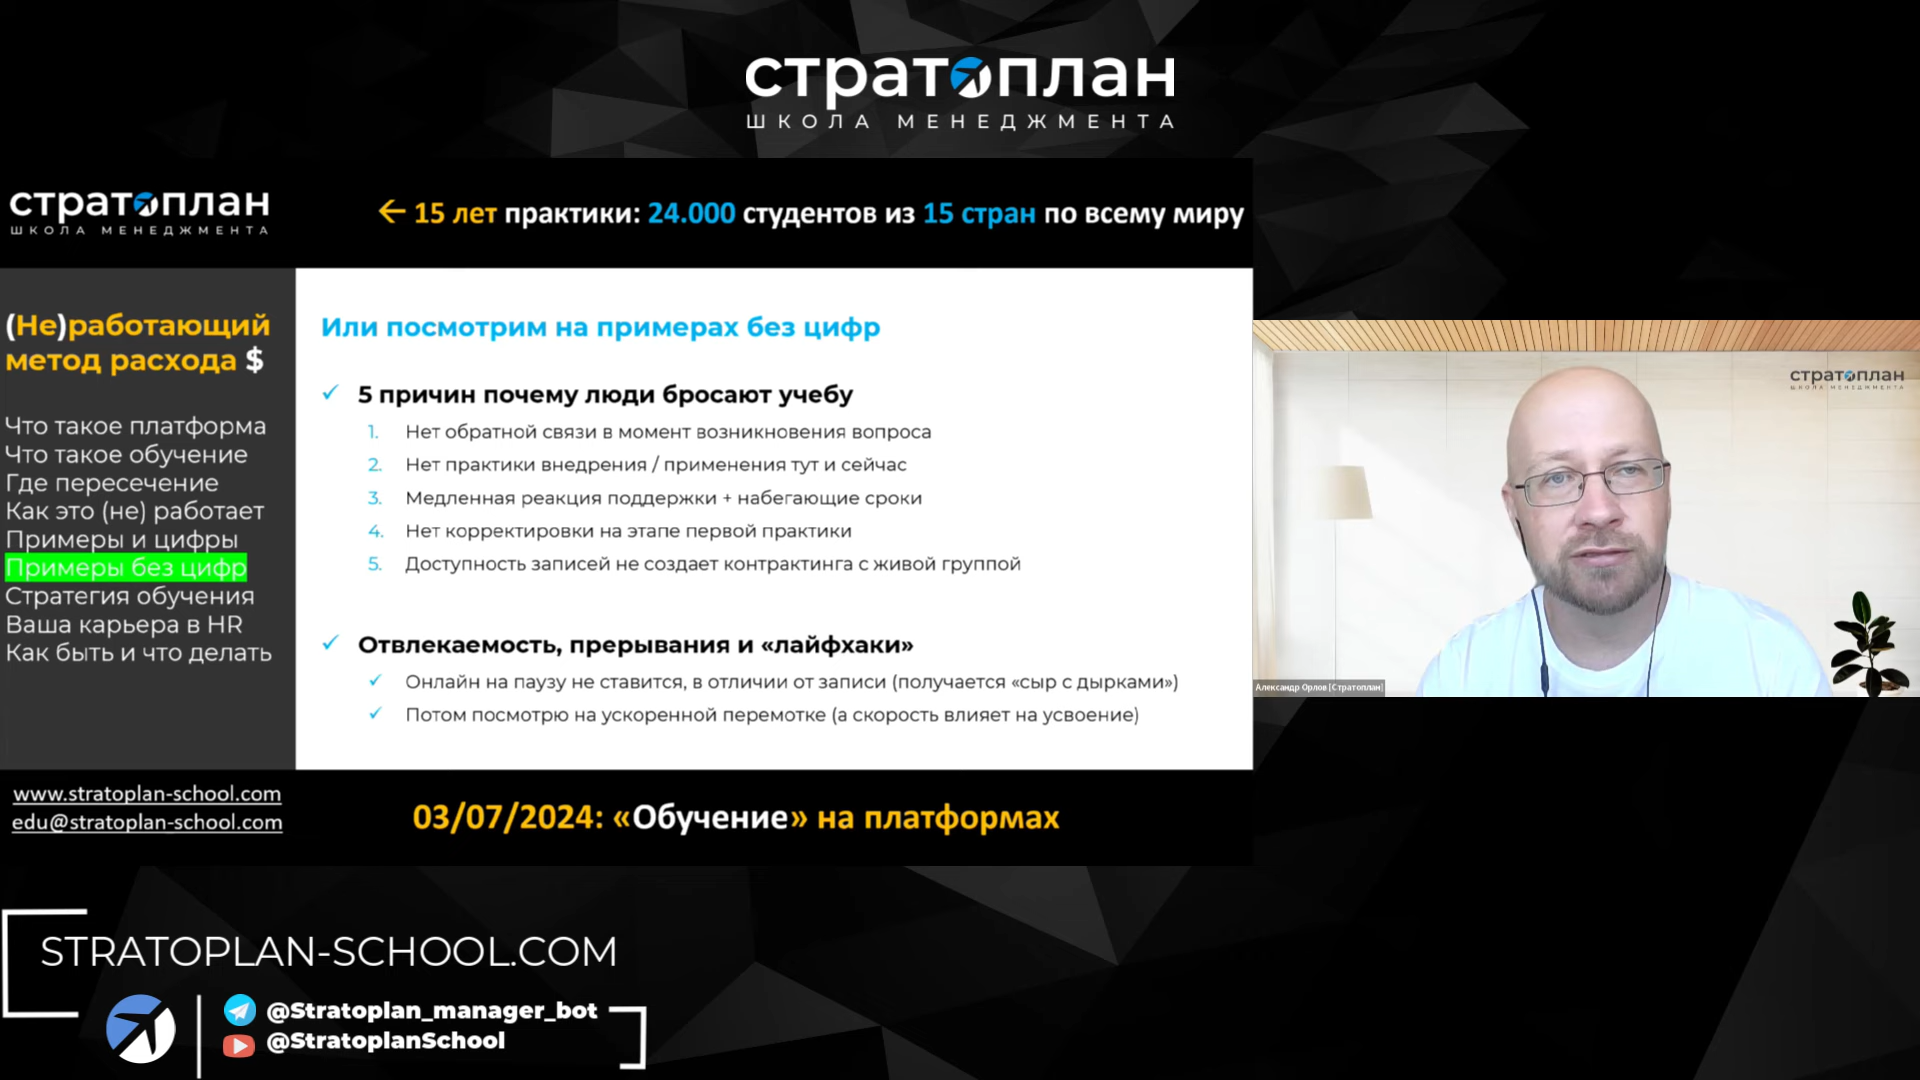 стратоплан
ШКОЛА МЕНЕДЖМЕНТА
стратоплан
ШКОЛА МЕНЕДЖМЕНТА
← 15 лет практики: 24.000 студентов из 15 стран по всему миру
(Не)работающий
метод расхода $
Что такое платформа
Что такое обучение
Где пересечение
Как это (не) работает
Примеры и цифры
Примеры без цифр
Стратегия обучения
Ваша карьера в HR
Как быть и что делать
Или посмотрим на примерах без цифр
✓ 5 причин почему люди бросают учебу
1. Нет обратной связи в момент возникновения вопроса
2. Нет практики внедрения / применения тут и сейчас
3. Медленная реакция поддержки + набегающие сроки
4. Нет корректировки на этапе первой практики
5. Доступность записей не создает контрактинга с живой группой
✓ Отвлекаемость, прерывания и «лайфхаки»
✓ Онлайн на паузу не ставится, в отличии от записи (получается «сыр с дырками»)
✓ Потом посмотрю на ускоренной перемотке (а скорость влияет на усвоение)
стратоплан
ШКОЛА МЕНЕДЖМЕНТА
Александр Орлов [Стратоплан]
www.stratoplan-school.com
edu@stratoplan-school.com
03/07/2024: «Обучение» на платформах
STRATOPLAN-SCHOOL.COM
@Stratoplan_manager_bot
@StratoplanSchool